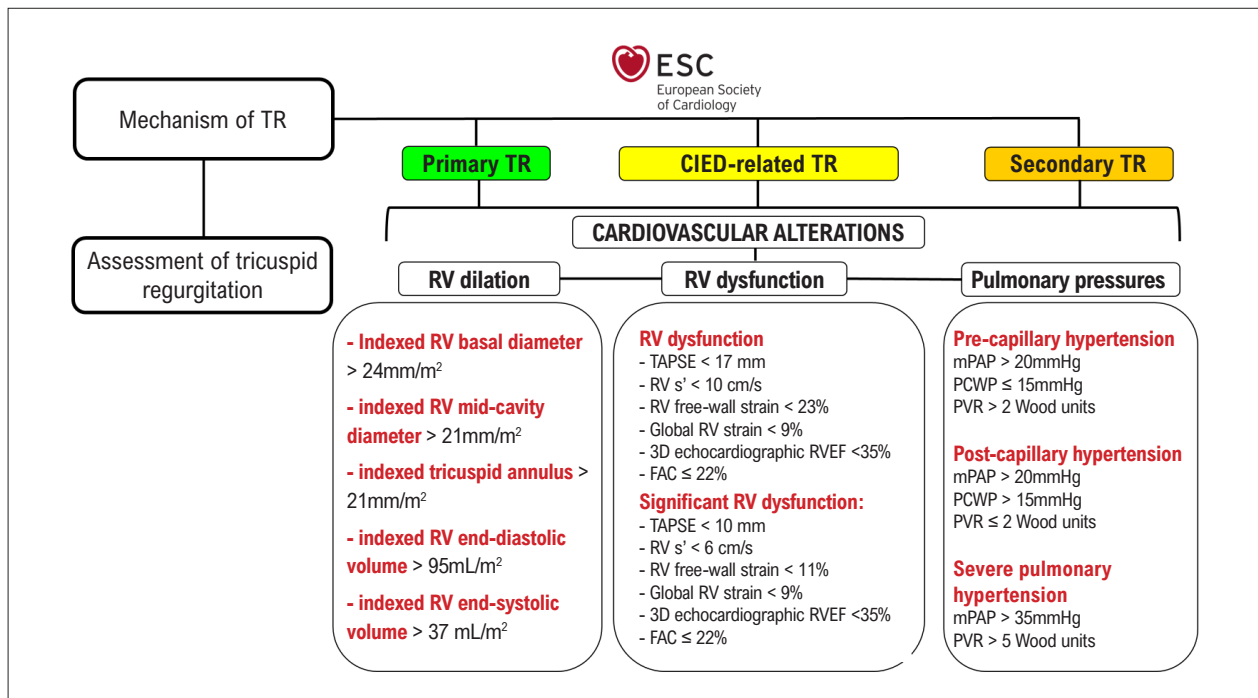 ESC
European Society
of Cardiology
Mechanism of TR
Primary TR
CIED-related TR
Secondary TR
Assessment of tricuspid
regurgitation
CARDIOVASCULAR ALTERATIONS
RV dilation
RV dysfunction
Pulmonary pressures
- Indexed RV basal diameter
> 24mm/m²
- indexed RV mid-cavity
diameter > 21mm/m²
- indexed tricuspid annulus >
21mm/m²
- indexed RV end-diastolic
volume > 95mL/m²
- indexed RV end-systolic
volume > 37 mL/m²
RV dysfunction
- TAPSE < 17 mm
- RV s’ < 10 cm/s
- RV free-wall strain < 23%
- Global RV strain < 9%
- 3D echocardiographic RVEF <35%
- FAC ≤ 22%
Significant RV dysfunction:
- TAPSE < 10 mm
- RV s’ < 6 cm/s
- RV free-wall strain < 11%
- Global RV strain < 9%
- 3D echocardiographic RVEF <35%
- FAC ≤ 22%
Pre-capillary hypertension
mPAP > 20mmHg
PCWP ≤ 15mmHg
PVR > 2 Wood units
Post-capillary hypertension
mPAP > 20mmHg
PCWP > 15mmHg
PVR ≤ 2 Wood units
Severe pulmonary
hypertension
mPAP > 35mmHg
PVR > 5 Wood units